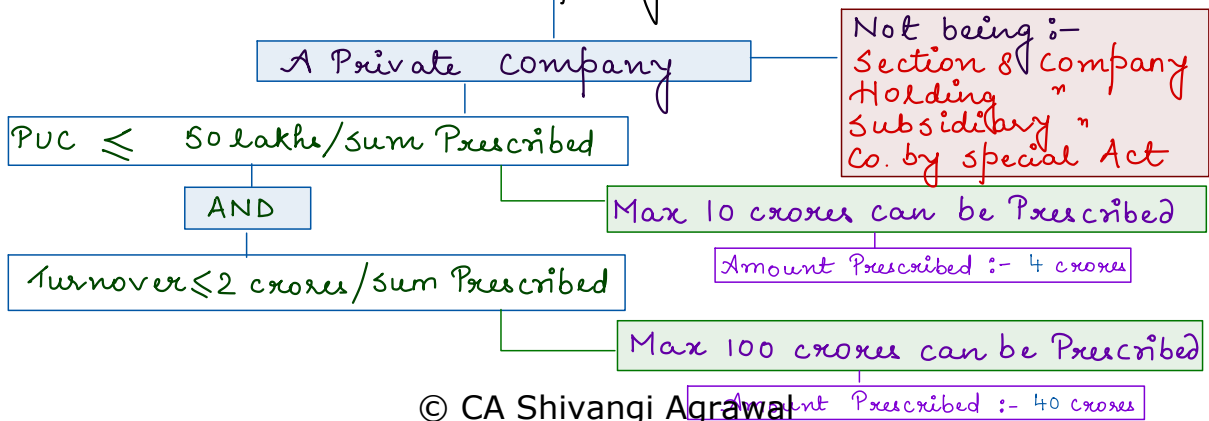 A Private company
Not being :-
Section 8 Company
Holding "
Subsidiary "
Co. by special Act
PUC ⩽ 50 lakhs/sum Prescribed
AND
Max 10 crores can be Prescribed
Amount Prescribed :- 4 crores
Turnover ⩽ 2 crores/sum Prescribed
Max 100 crores can be Prescribed
Amount Prescribed :- 40 crores
© CA Shivangi Agrawal